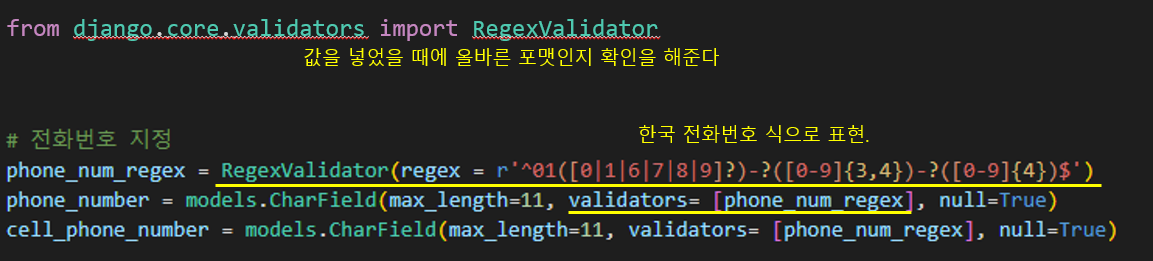 from django.core.validators import RegexValidator
값을 넣었을 때에 올바른 포맷인지 확인을 해준다
한국 전화번호 식으로 표현.
# 전화번호 지정
phone_num_regex = RegexValidator(regex = r'^01([0|1|6|7|8|9]?)-?([0-9]{3,4})-?([0-9]{4})$')
phone_number = models.CharField(max_length=11, validators= [phone_num_regex], null=True)
cell_phone_number = models.CharField(max_length=11, validators= [phone_num_regex], null=True)